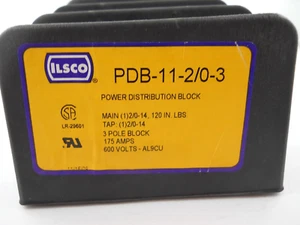 ILSCO
PDB-11-2/0-3
POWER DISTRIBUTION BLOCK
MAIN (1)2/0-14, 120 IN. LBS
TAP: (1)2/0-14
3 POLE BLOCK
175 AMPS
600 VOLTS - AL9CU
SA
LR-29601